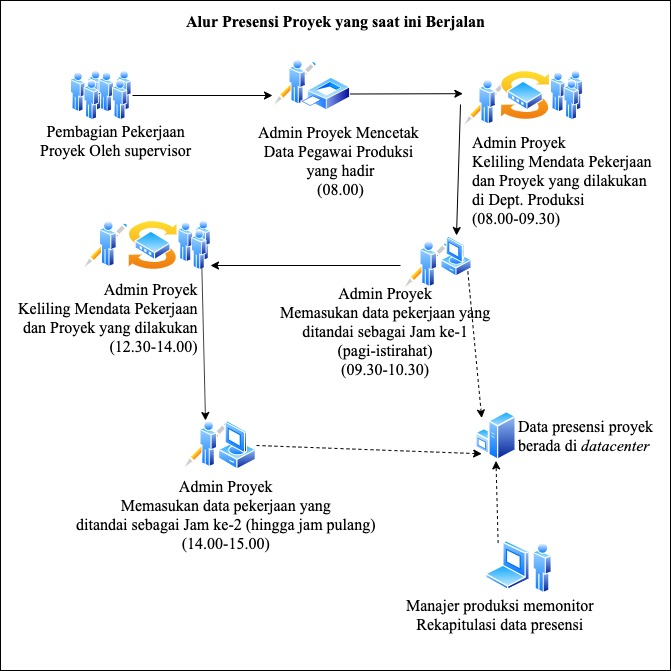 Alur Presensi Proyek yang saat ini Berjalan
Pembagian Pekerjaan
Proyek Oleh supervisor
Admin Proyek Mencetak
Data Pegawai Produksi
yang hadir
(08.00)
Admin Proyek
Keliling Mendata Pekerjaan
dan Proyek yang dilakukan
di Dept. Produksi
(08.00-09.30)
Admin Proyek
Keliling Mendata Pekerjaan
dan Proyek yang dilakukan
(12.30-14.00)
Admin Proyek
Memasukan data pekerjaan yang
ditandai sebagai Jam ke-1
(pagi-istirahat)
(09.30-10.30)
Data presensi proyek
berada di datacenter
Admin Proyek
Memasukan data pekerjaan yang
ditandai sebagai Jam ke-2 (hingga jam pulang)
(14.00-15.00)
Manajer produksi memonitor
Rekapitulasi data presensi